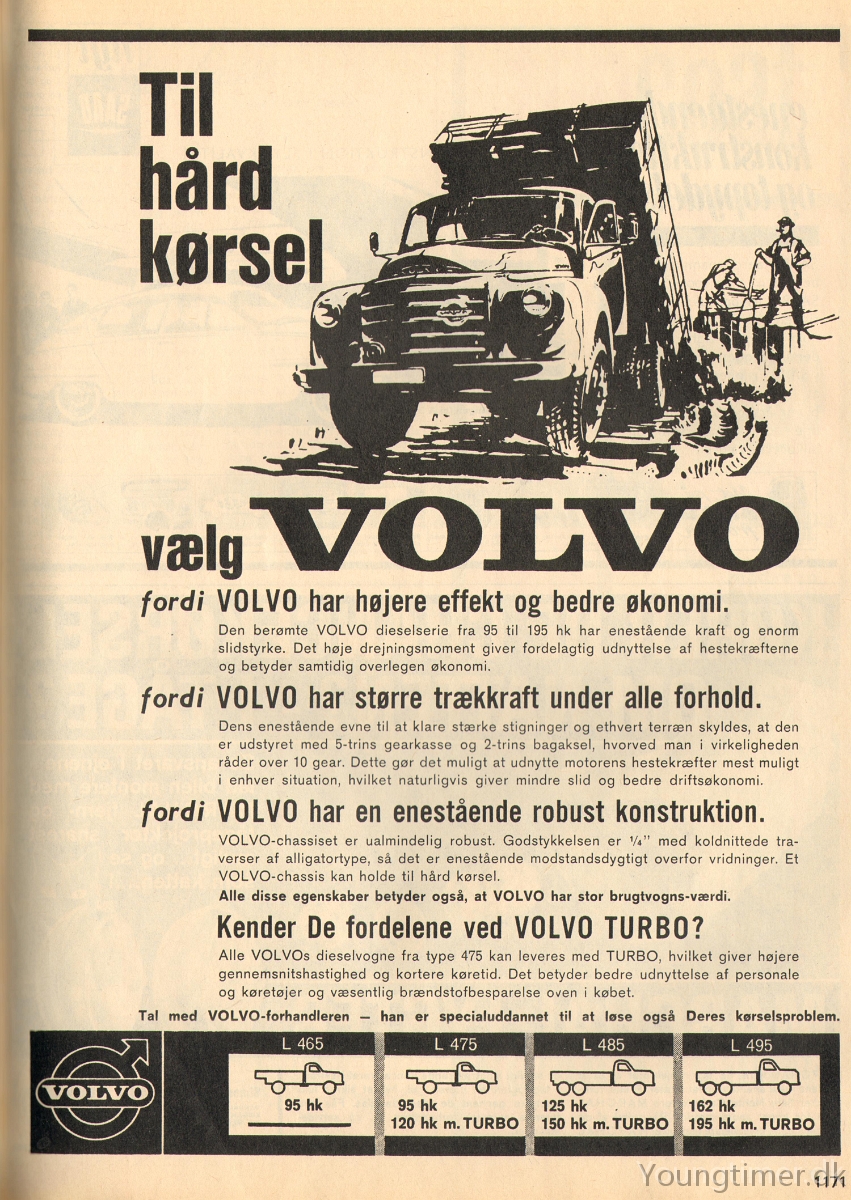 Til
hård
kørsel
vælg VOLVO
fordi VOLVO har højere effekt og bedre økonomi.
Den berømte VOLVO dieselserie fra 95 til 195 hk har enestående kraft og enorm
slidstyrke. Det høje drejningsmoment giver fordelagtig udnyttelse af hestekræfterne
og betyder samtidig overlegen økonomi.
fordi VOLVO har større trækkraft under alle forhold.
Dens enestående evne til at klare stærke stigninger og ethvert terræn skyldes, at den
er udstyret med 5-trins gearkasse og 2-trins bagaksel, hvorved man i virkeligheden
råder over 10 gear. Dette gør det muligt at udnytte motorens hestekræfter mest muligt
i enhver situation, hvilket naturligvis giver mindre slid og bedre driftsøkonomi.
fordi VOLVO har en enestående robust konstruktion.
VOLVO-chassiset er ualmindelig robust. Godstykkelsen er ¼" med koldnittede tra-
verser af alligatortype, så det er enestående modstandsdygtigt overfor vridninger. Et
VOLVO-chassis kan holde til hård kørsel.
Alle disse egenskaber betyder også, at VOLVO har stor brugtvogns-værdi.
Kender De fordelene ved VOLVO TURBO?
Alle VOLVOs dieselvogne fra type 475 kan leveres med TURBO, hvilket giver højere
gennemsnitshastighed og kortere køretid. Det betyder bedre udnyttelse af personale
og køretøjer og væsentlig brændstofbesparelse oven i købet.
Tal med VOLVO-forhandleren — han er specialuddannet til at løse også Deres kørselsproblem.
VOLVO
L 465
95 hk
L 475
95 hk
120 hk m. TURBO
L 485
125 hk
150 hk m. TURBO
L 495
162 hk
195 hk m. TURBO
Youngtimer.dk
1171